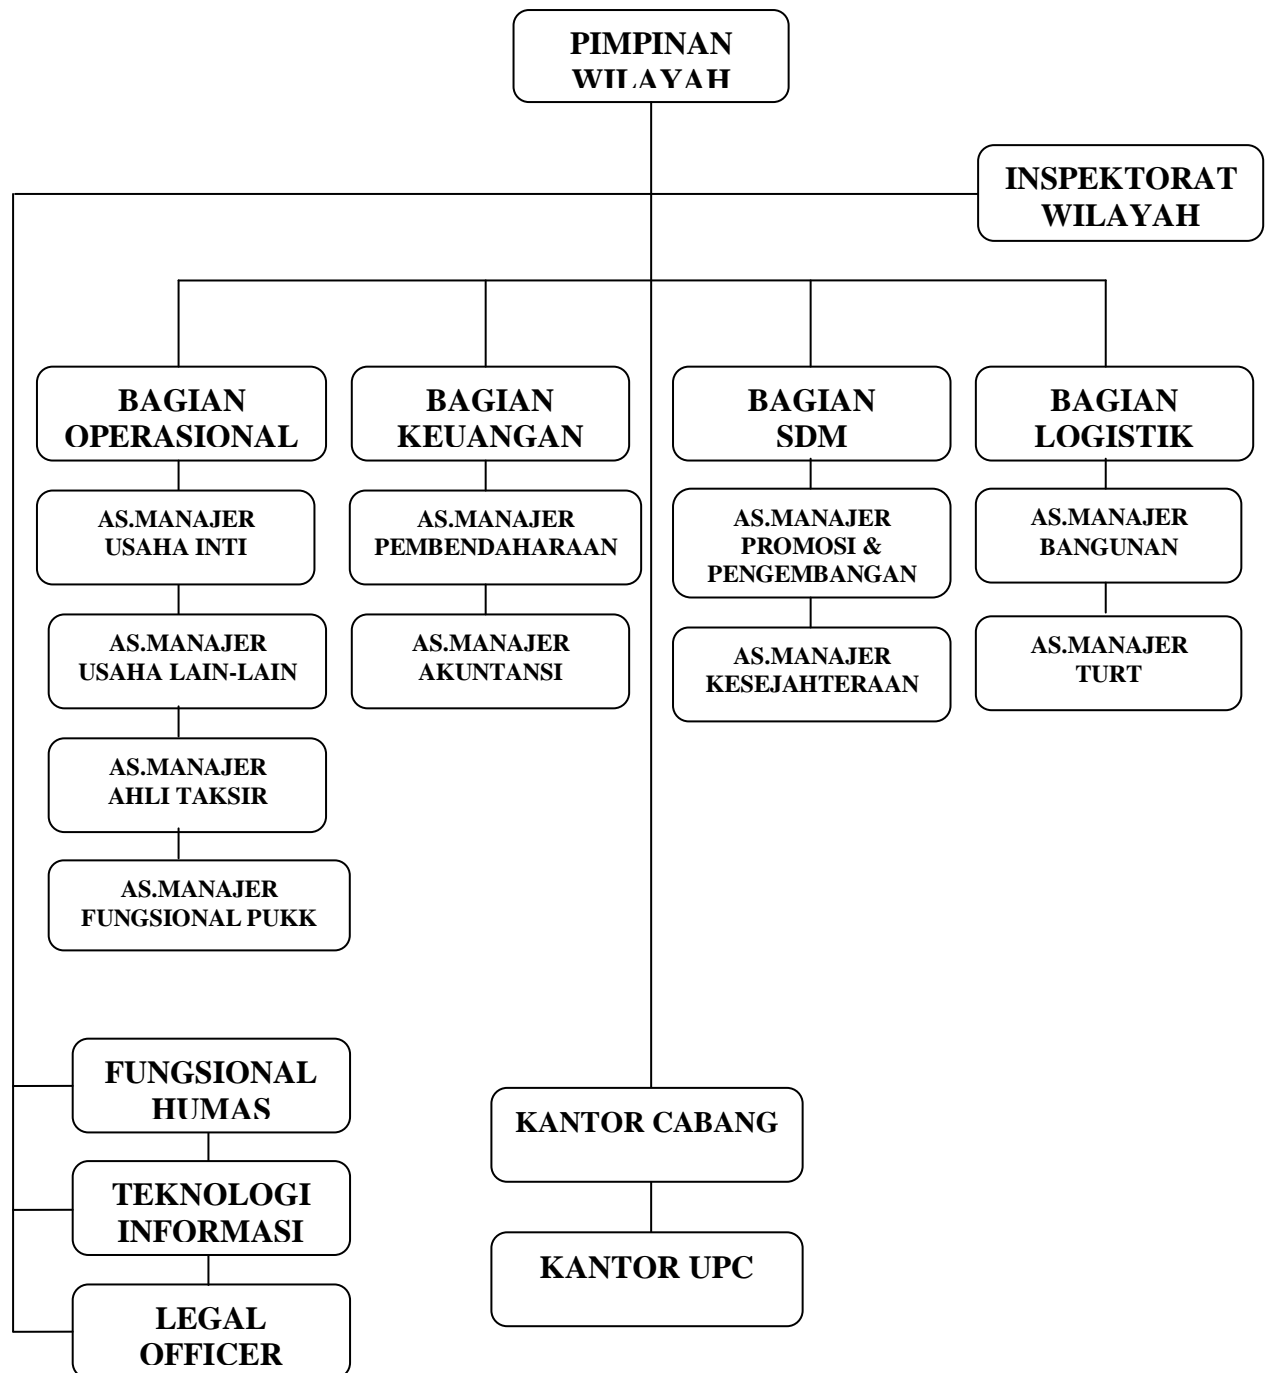 PIMPINAN
WILAYAH
INSPEKTORAT
WILAYAH
BAGIAN
OPERASIONAL
BAGIAN
KEUANGAN
BAGIAN
SDM
BAGIAN
LOGISTIK
AS.MANAJER
USAHA INTI
AS.MANAJER
PEMBENDAHARAAN
AS.MANAJER
PROMOSI &
PENGEMBANGAN
AS.MANAJER
BANGUNAN
AS.MANAJER
USAHA LAIN-LAIN
AS.MANAJER
AKUNTANSI
AS.MANAJER
KESEJAHTERAAN
AS.MANAJER
TURT
AS.MANAJER
AHLI TAKSIR
AS.MANAJER
FUNGSIONAL PUKK
FUNGSIONAL
HUMAS
TEKNOLOGI
INFORMASI
LEGAL
OFFICER
KANTOR CABANG
KANTOR UPC